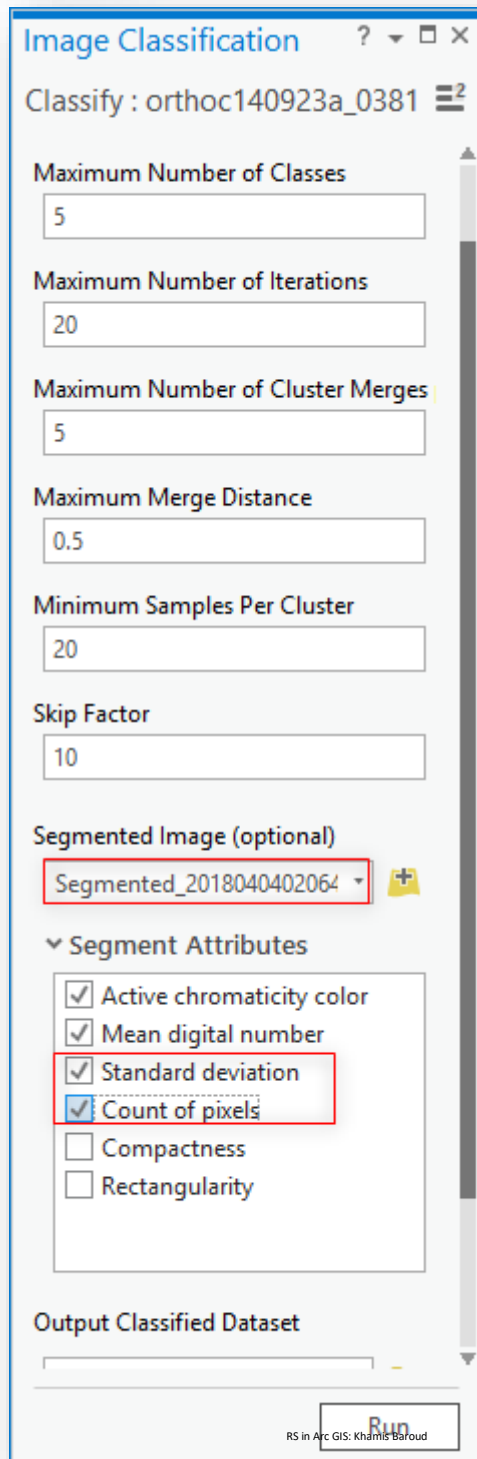 Image Classification
Classify : orthoc140923a_0381
Maximum Number of Classes
5
Maximum Number of Iterations
20
Maximum Number of Cluster Merges
5
Maximum Merge Distance
0.5
Minimum Samples Per Cluster
20
Skip Factor
10
Segmented Image (optional)
Segmented_2018040402064
Segment Attributes
Active chromaticity color
Mean digital number
Standard deviation
Count of pixels
Compactness
Rectangularity
Output Classified Dataset
Run
RS in Arc GIS: Khamis Baroud